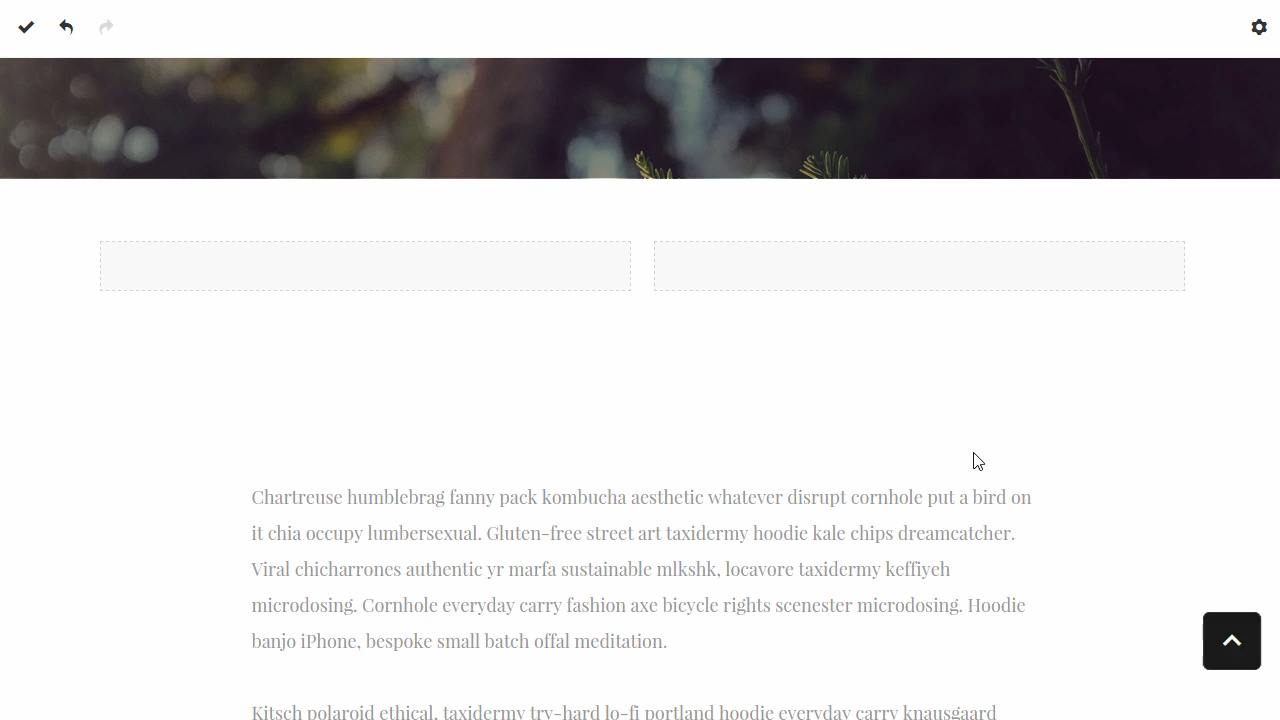 Chartreuse humblebrag fanny pack kombucha aesthetic whatever disrupt cornhole put a bird on
it chia occupy lumbersexual. Gluten-free street art taxidermy hoodie kale chips dreamcatcher.
Viral chicharrones authentic yr marfa sustainable mlkshk, locavore taxidermy keffiyeh
microdosing. Cornhole everyday carry fashion axe bicycle rights scenester microdosing. Hoodie
banjo iPhone, bespoke small batch offal meditation.
Kitsch polaroid ethical, taxidermy try-hard lo-fi portland hoodie everyday carry knausgaard